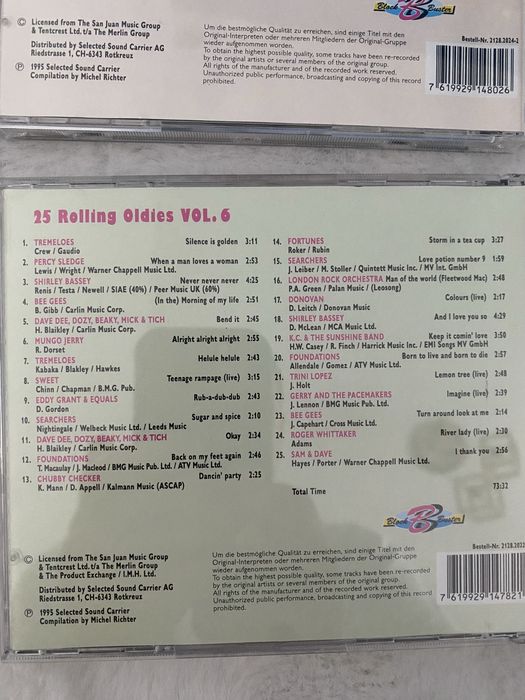 © Licensed from The San Juan Music Group
& Tentcrest Ltd. t/a The Merlin Group
Distributed by Selected Sound Carrier AG
Riedstrasse 1, CH-6343 Rotkreuz
℗ 1995 Selected Sound Carrier
Compilation by Michel Richter
Um die bestmögliche Qualität zu erreichen, sind einige Titel mit den
Original-Interpreten oder mehreren Mitgliedern der Original-Gruppe
wieder aufgenommen worden.
To obtain the highest possible quality, some tracks have been re-recorded
by the original artists or several members of the original group.
All rights of the manufacturer and of the recorded work reserved.
Unauthorized public performance, broadcasting and copying of this record
prohibited.
Block Buster!
Bestell-Nr. 2128.2024-2
7 619929 148026
25 Rolling Oldies VOL. 6
1. TREMELOES Silence is golden 3:11
Crew / Gaudio
2. PERCY SLEDGE When a man loves a woman 2:53
Lewis / Wright / Warner Chappell Music Ltd.
3. SHIRLEY BASSEY Never never never 4:25
Renis / Testa / Newell / SIAE (40%) / Peer Music UK (60%)
4. BEE GEES (In the) Morning of my life 2:51
B. Gibb / Carlin Music Corp.
5. DAVE DEE, DOZY, BEAKY, MICK & TICH Bend it 2:45
H. Blaikley / Carlin Music Corp.
6. MUNGO JERRY Alright alright alright 2:55
R. Dorset
7. TREMELOES Helule helule 2:43
Kabaka / Blakley / Hawkes
8. SWEET Teenage rampage (live) 3:15
Chinn / Chapman / B.M.G. Pub.
9. EDDY GRANT & EQUALS Rub-a-dub-dub 2:43
D. Gordon
10. SEARCHERS Sugar and spice 2:10
Nightingale / Welbeck Music Ltd. / Leeds Music
11. DAVE DEE, DOZY, BEAKY, MICK & TICH Okay 2:34
H. Blaikley / Carlin Music Corp.
12. FOUNDATIONS Back on my feet again 2:46
T. Macaulay / J. Macleod / BMG Music Pub. Ltd. / ATV Music Ltd.
13. CHUBBY CHECKER Dancin' party 2:25
K. Mann / D. Appell / Kalmann Music (ASCAP)
14. FORTUNES Storm in a tea cup 3:27
Roker / Rubin
15. SEARCHERS Love potion number 9 1:59
J. Leiber / M. Stoller / Quintett Music Inc. / MV Int. GmbH
16. LONDON ROCK ORCHESTRA Man of the world (Fleetwood Mac) 2:48
P.A. Green / Palan Music / (Leosong)
17. DONOVAN Colours (live) 2:17
D. Leitch / Donovan Music
18. SHIRLEY BASSEY And I love you so 4:29
D. McLean / MCA Music Ltd.
19. K.C. & THE SUNSHINE BAND Keep it comin' love 3:50
H.W. Casey / R. Finch / Harrick Music Inc. / EMI Songs MV GmbH
20. FOUNDATIONS Born to live and born to die 2:57
Allendale / Gomez / ATV Music Ltd.
21. TRINI LOPEZ Lemon tree (live) 2:48
J. Holt
22. GERRY AND THE PACEMAKERS Imagine (live) 2:39
J. Lennon / BMG Music Pub. Ltd.
23. BEE GEES Turn around look at me 2:14
J. Capehart / Cross Music Ltd.
24. ROGER WHITTAKER River lady (live) 2:30
Adams
25. SAM & DAVE I thank you 2:56
Hayes / Porter / Warner Chappell Music Ltd.
Total Time 73:32
Block Buster!
© Licensed from The San Juan Music Group
& Tentcrest Ltd. t/a The Merlin Group
& The Product Exchange / I.M.H. Ltd.
Distributed by Selected Sound Carrier AG
Riedstrasse 1, CH-6343 Rotkreuz
℗ 1995 Selected Sound Carrier
Compilation by Michel Richter
Um die bestmögliche Qualität zu erreichen, sind einige Titel mit den
Original-Interpreten oder mehreren Mitgliedern der Original-Gruppe
wieder aufgenommen worden.
To obtain the highest possible quality, some tracks have been re-recorded
by the original artists or several members of the original group.
All rights of the manufacturer and of the recorded work reserved.
Unauthorized public performance, broadcasting and copying of this record
prohibited.
Bestell-Nr. 2128.2022
7 619929 147821